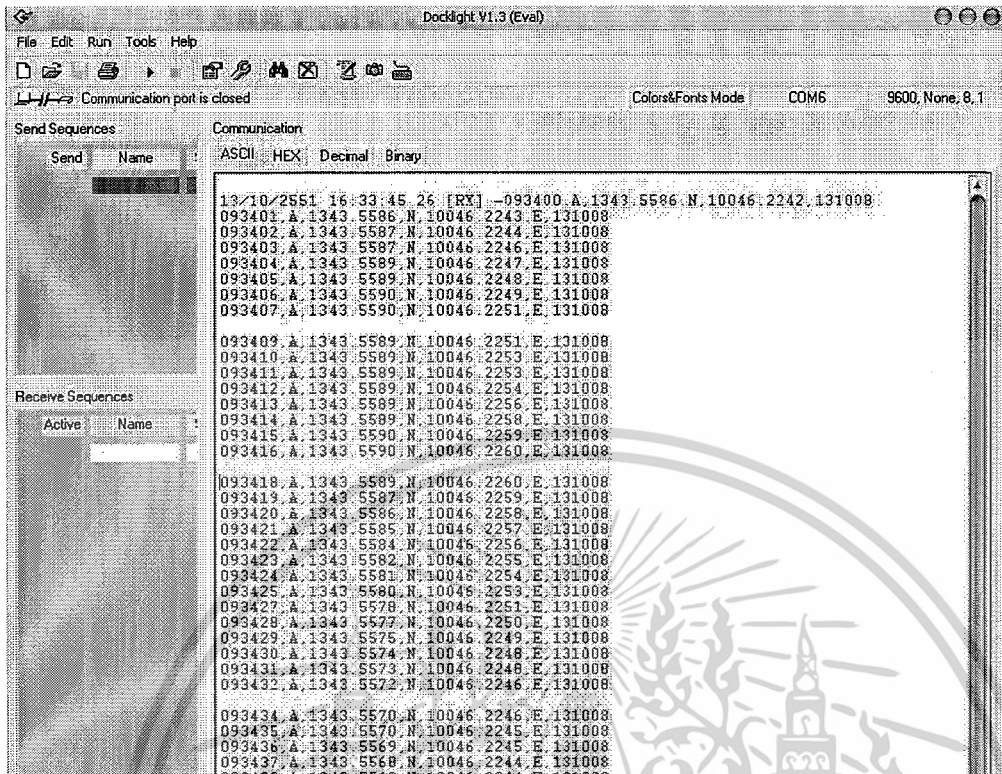 Docklight V1.3 (Eval)
File Edit Run Tools Help
Communication port is closed
Colors&Fonts Mode COM6 9600, None, 8, 1
Send Sequences
Send Name
Communication
ASCII HEX Decimal Binary
13/10/2551 16:33:45.26 [RX] -093400,A,1343.5586,N,10046.2242,131008
093401,A,1343.5586,N,10046.2243,E,131008
093402,A,1343.5587,N,10046.2244,E,131008
093403,A,1343.5587,N,10046.2246,E,131008
093404,A,1343.5589,N,10046.2247,E,131008
093405,A,1343.5589,N,10046.2248,E,131008
093406,A,1343.5590,N,10046.2249,E,131008
093407,A,1343.5590,N,10046.2251,E,131008
093409,A,1343.5589,N,10046.2251,E,131008
093410,A,1343.5589,N,10046.2253,E,131008
093411,A,1343.5589,N,10046.2253,E,131008
093412,A,1343.5589,N,10046.2254,E,131008
093413,A,1343.5589,N,10046.2256,E,131008
093414,A,1343.5589,N,10046.2258,E,131008
093415,A,1343.5590,N,10046.2259,E,131008
093416,A,1343.5590,N,10046.2260,E,131008
Receive Sequences
Active Name
093418,A,1343.5589,N,10046.2260,E,131008
093419,A,1343.5587,N,10046.2259,E,131008
093420,A,1343.5586,N,10046.2258,E,131008
093421,A,1343.5585,N,10046.2257,E,131008
093422,A,1343.5584,N,10046.2256,E,131008
093423,A,1343.5582,N,10046.2255,E,131008
093424,A,1343.5581,N,10046.2254,E,131008
093425,A,1343.5580,N,10046.2253,E,131008
093427,A,1343.5578,N,10046.2251,E,131008
093428,A,1343.5577,N,10046.2250,E,131008
093429,A,1343.5575,N,10046.2249,E,131008
093430,A,1343.5574,N,10046.2248,E,131008
093431,A,1343.5573,N,10046.2248,E,131008
093432,A,1343.5572,N,10046.2246,E,131008
093434,A,1343.5570,N,10046.2246,E,131008
093435,A,1343.5570,N,10046.2245,E,131008
093436,A,1343.5569,N,10046.2245,E,131008
093437,A,1343.5568,N,10046.2244,E,131008